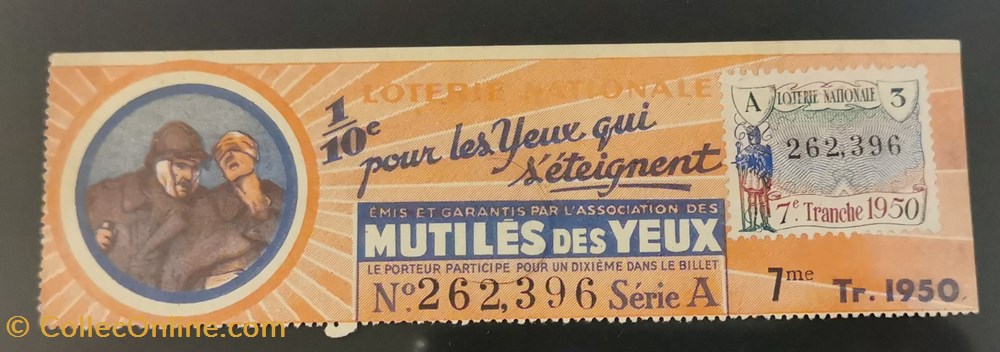 LOTERIE NATIONALE
1/10e
pour les Yeux qui
s'éteignent
ÉMIS ET GARANTIS PAR L'ASSOCIATION DES
MUTILÉS DES YEUX
LE PORTEUR PARTICIPE POUR UN DIXIÈME DANS LE BILLET
No 262,396 Série A
A LOTERIE NATIONALE 3
262,396
7e Tranche 1950
7me Tr. 1950
© CollecOnline.com